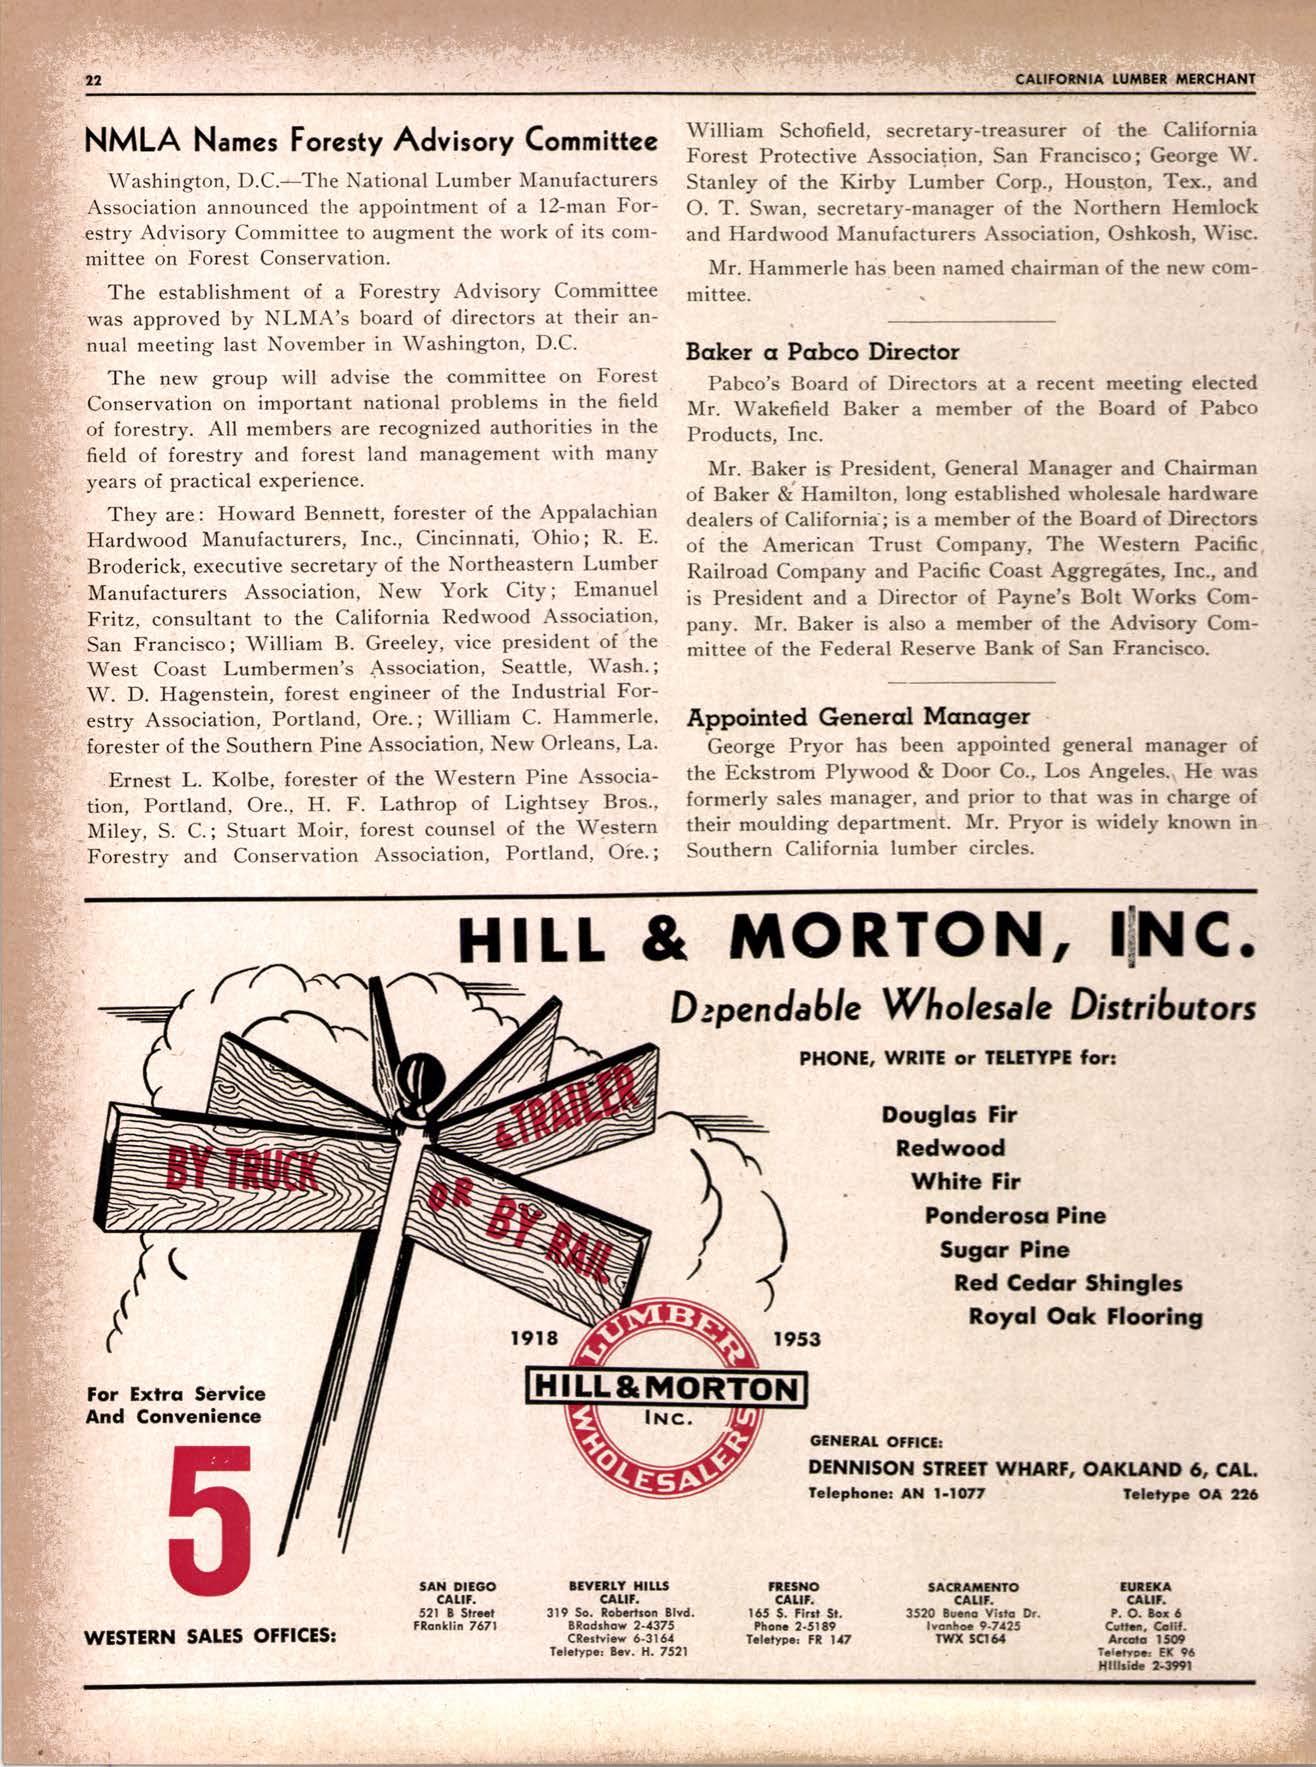 22
CALIFORNIA LUMBER MERCHANT
NMLA Names Foresty Advisory Committee
Washington, D.C.—The National Lumber Manufacturers
Association announced the appointment of a 12-man For-
estry Advisory Committee to augment the work of its com-
mittee on Forest Conservation.
The establishment of a Forestry Advisory Committee
was approved by NLMA's board of directors at their an-
nual meeting last November in Washington, D.C.
The new group will advise the committee on Forest
Conservation on important national problems in the field
of forestry. All members are recognized authorities in the
field of forestry and forest land management with many
years of practical experience.
They are: Howard Bennett, forester of the Appalachian
Hardwood Manufacturers, Inc., Cincinnati, Ohio; R. E.
Broderick, executive secretary of the Northeastern Lumber
Manufacturers Association, New York City; Emanuel
Fritz, consultant to the California Redwood Association,
San Francisco; William B. Greeley, vice president of the
West Coast Lumbermen's Association, Seattle, Wash.;
W. D. Hagenstein, forest engineer of the Industrial For-
estry Association, Portland, Ore.; William C. Hammerle,
forester of the Southern Pine Association, New Orleans, La.
Ernest L. Kolbe, forester of the Western Pine Associa-
tion, Portland, Ore., H. F. Lathrop of Lightsey Bros.,
Miley, S. C.; Stuart Moir, forest counsel of the Western
Forestry and Conservation Association, Portland, Ore.;
William Schofield, secretary-treasurer of the California
Forest Protective Association, San Francisco; George W.
Stanley of the Kirby Lumber Corp., Houston, Tex., and
O. T. Swan, secretary-manager of the Northern Hemlock
and Hardwood Manufacturers Association, Oshkosh, Wisc.
Mr. Hammerle has been named chairman of the new com-
mittee.
Baker a Pabco Director
Pabco's Board of Directors at a recent meeting elected
Mr. Wakefield Baker a member of the Board of Pabco
Products, Inc.
Mr. Baker is President, General Manager and Chairman
of Baker & Hamilton, long established wholesale hardware
dealers of California; is a member of the Board of Directors
of the American Trust Company, The Western Pacific
Railroad Company and Pacific Coast Aggregates, Inc., and
is President and a Director of Payne's Bolt Works Com-
pany. Mr. Baker is also a member of the Advisory Com-
mittee of the Federal Reserve Bank of San Francisco.
Appointed General Manager
George Pryor has been appointed general manager of
the Eckstrom Plywood & Door Co., Los Angeles. He was
formerly sales manager, and prior to that was in charge of
their moulding department. Mr. Pryor is widely known in
Southern California lumber circles.
HILL & MORTON, INC.
Dependable Wholesale Distributors
PHONE, WRITE or TELETYPE for:
Douglas Fir
Redwood
White Fir
Ponderosa Pine
Sugar Pine
Red Cedar Shingles
Royal Oak Flooring
BY TRUCK
& TRAILER
OR BY RAIL
1918
1953
LUMBER
HILL & MORTON
INC.
WHOLESALERS
For Extra Service
And Convenience
5
WESTERN SALES OFFICES:
GENERAL OFFICE:
DENNISON STREET WHARF, OAKLAND 6, CAL.
Telephone: AN 1-1077 Teletype OA 226
SAN DIEGO
CALIF.
521 B Street
FRanklin 7671
BEVERLY HILLS
CALIF.
319 So. Robertson Blvd.
BRadshaw 2-4375
CRestview 6-3164
Teletype: Bev. H. 7521
FRESNO
CALIF.
165 S. First St.
Phone 2-5189
Teletype: FR 147
SACRAMENTO
CALIF.
3520 Buena Vista Dr.
Ivanhoe 9-7425
TWX SC164
EUREKA
CALIF.
P. O. Box 6
Cutten, Calif.
Arcata 1509
Teletype: EK 96
HIllside 2-3991